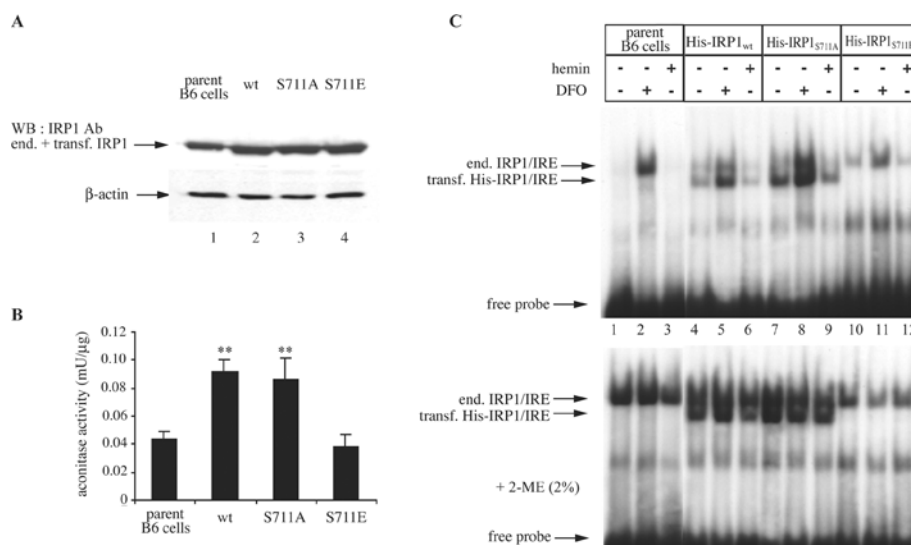 A
parent
B6 cells
wt
S711A
S711E
WB : IRP1 Ab
end. + transf. IRP1
β-actin
1 2 3 4
B
aconitase activity (mU/µg)
0.12
0.10
0.08
0.06
0.04
0.02
0
** **
parent
B6 cells
wt
S711A
S711E
C
parent
B6 cells
His-IRP1wt
His-IRP1S711A
His-IRP1S711E
hemin - - + - - + - - + - - +
DFO - + - - + - - + - - + -
end. IRP1/IRE
transf. His-IRP1/IRE
free probe
1 2 3 4 5 6 7 8 9 10 11 12
end. IRP1/IRE
transf. His-IRP1/IRE
+ 2-ME (2%)
free probe